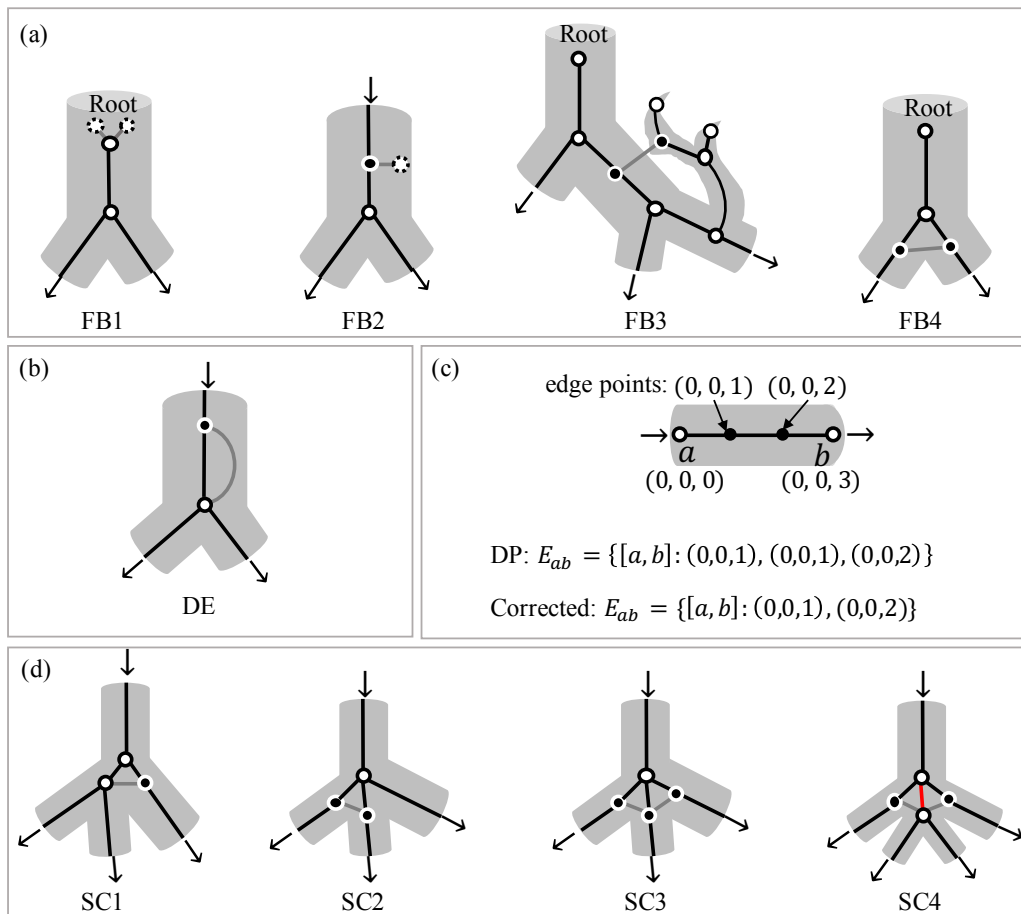 (a)
Root
Root
Root
FB1
FB2
FB3
FB4
(b)
DE
(c)
edge points: (0, 0, 1) (0, 0, 2)
a
b
(0, 0, 0)
(0, 0, 3)
DP: E_ab = {[a, b]: (0,0,1), (0,0,1), (0,0,2)}
Corrected: E_ab = {[a, b]: (0,0,1), (0,0,2)}
(d)
SC1
SC2
SC3
SC4